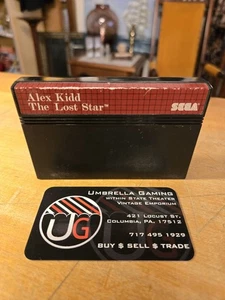 Alex Kidd
The Lost Star™
SEGA
Umbrella Gaming
within State Theater
Vintage Emporium
421 Locust St.
Columbia, PA. 17512
717 495 1929
Buy $ Sell $ Trade
UG